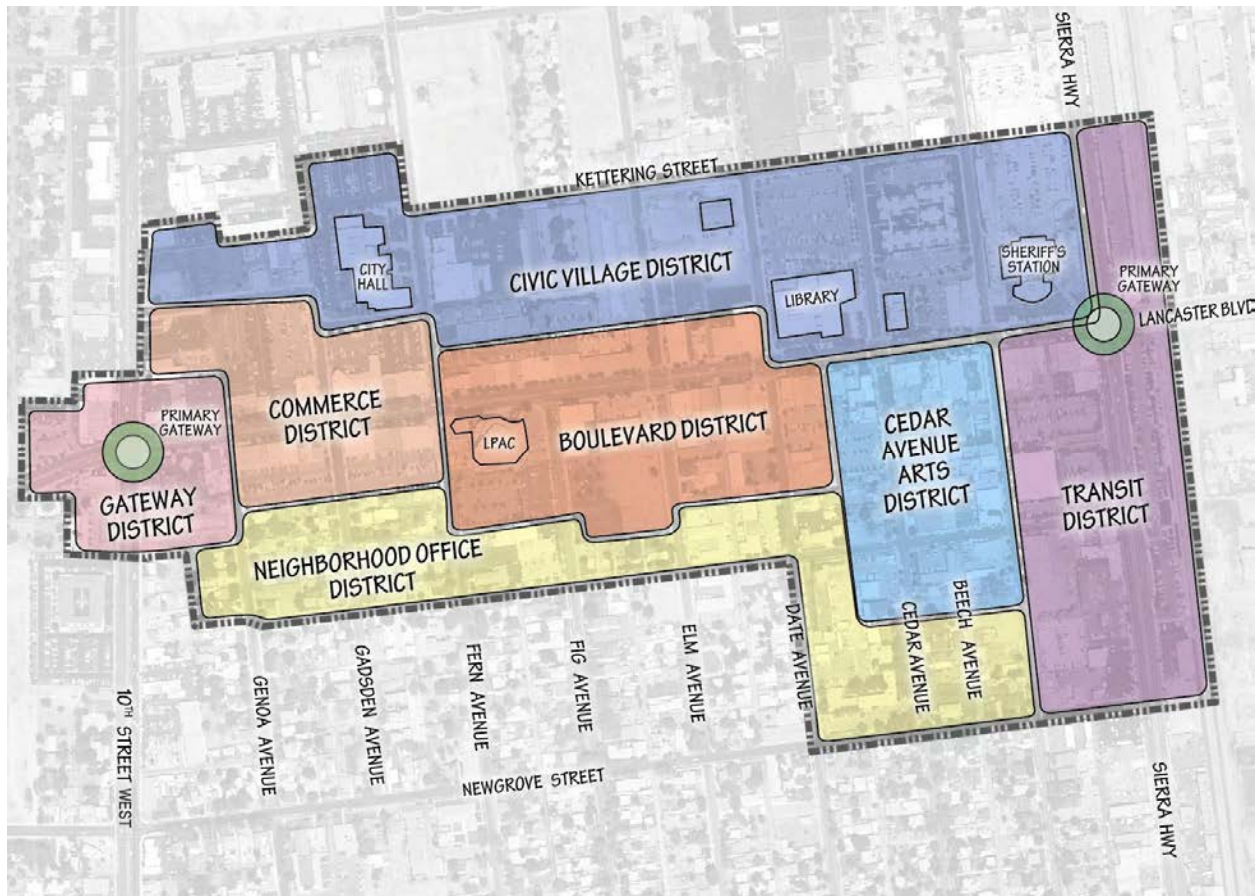 SIERRA HWY
KETTERING STREET
CITY
HALL
CIVIC VILLAGE DISTRICT
LIBRARY
SHERIFF'S
STATION
PRIMARY
GATEWAY
LANCASTER BLVD
COMMERCE
DISTRICT
PRIMARY
GATEWAY
GATEWAY
DISTRICT
LPAC
BOULEVARD DISTRICT
CEDAR
AVENUE
ARTS
DISTRICT
TRANSIT
DISTRICT
NEIGHBORHOOD OFFICE
DISTRICT
10TH STREET WEST
GENOA AVENUE
GADSDEN AVENUE
FERN AVENUE
FIG AVENUE
ELM AVENUE
DATE AVENUE
CEDAR AVENUE
BEECH AVENUE
NEWGROVE STREET
SIERRA HWY